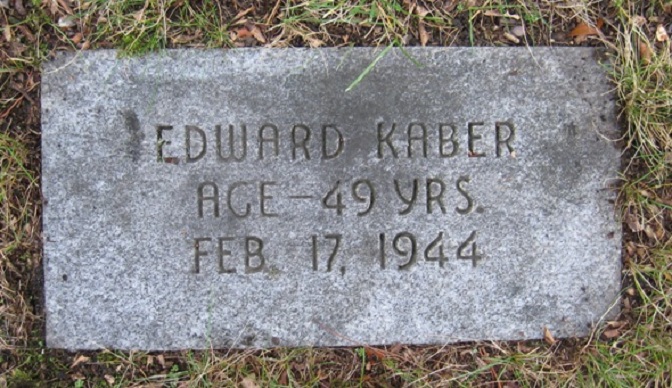 EDWARD KABER
AGE-49 YRS.
FEB. 17, 1944